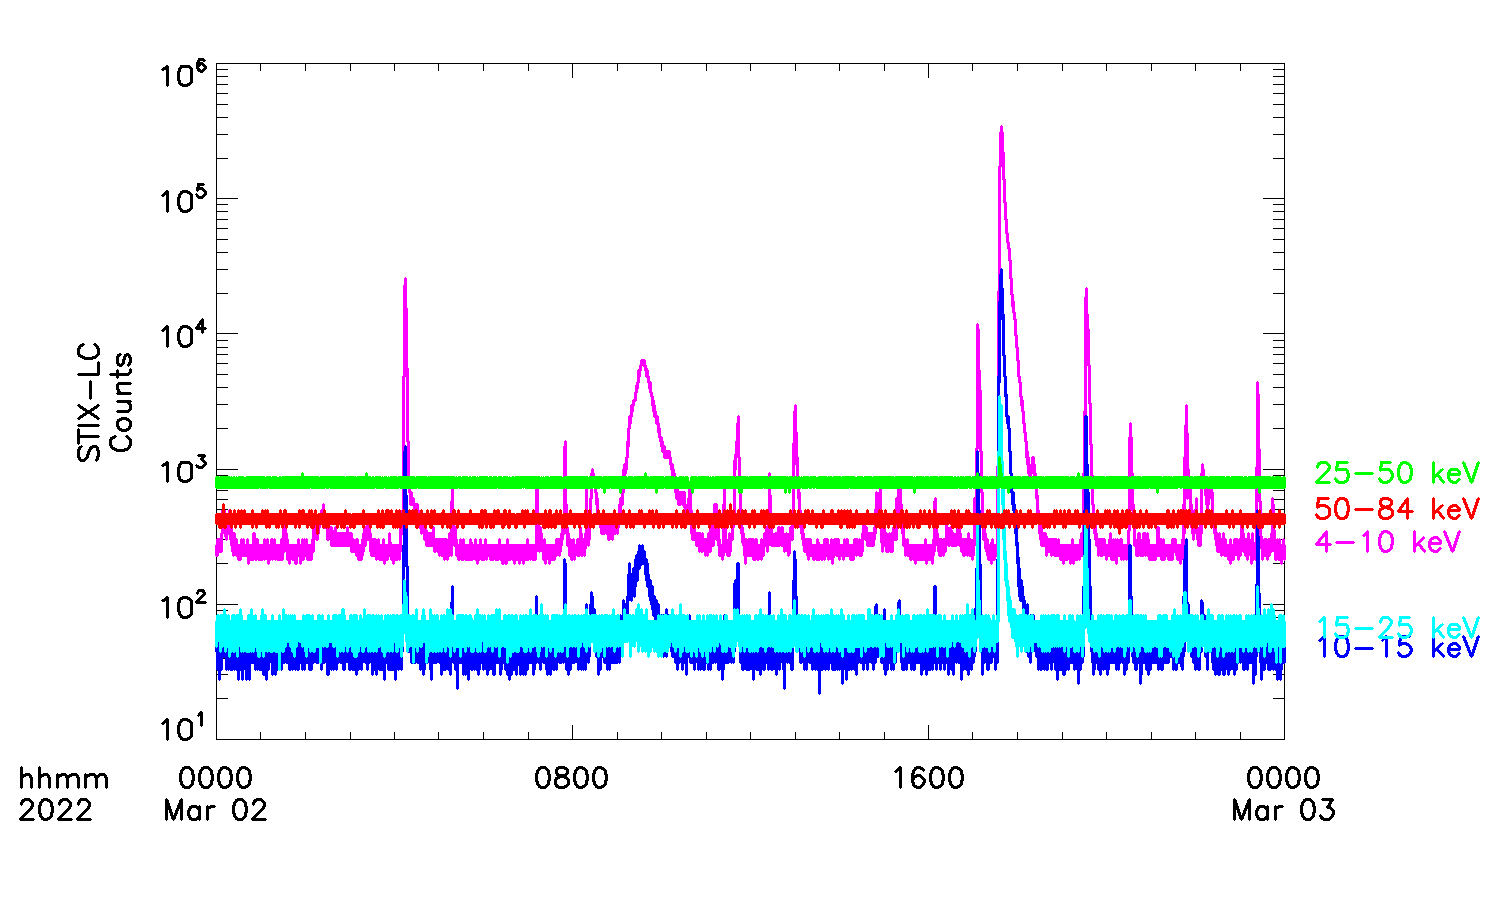 10⁶
10⁵
10⁴
10³
10²
10¹
STIX-LC
Counts
25-50 keV
50-84 keV
4-10 keV
15-25 keV
10-15 keV
hhmm 0000 0800 1600 0000
2022 Mar 02 Mar 03